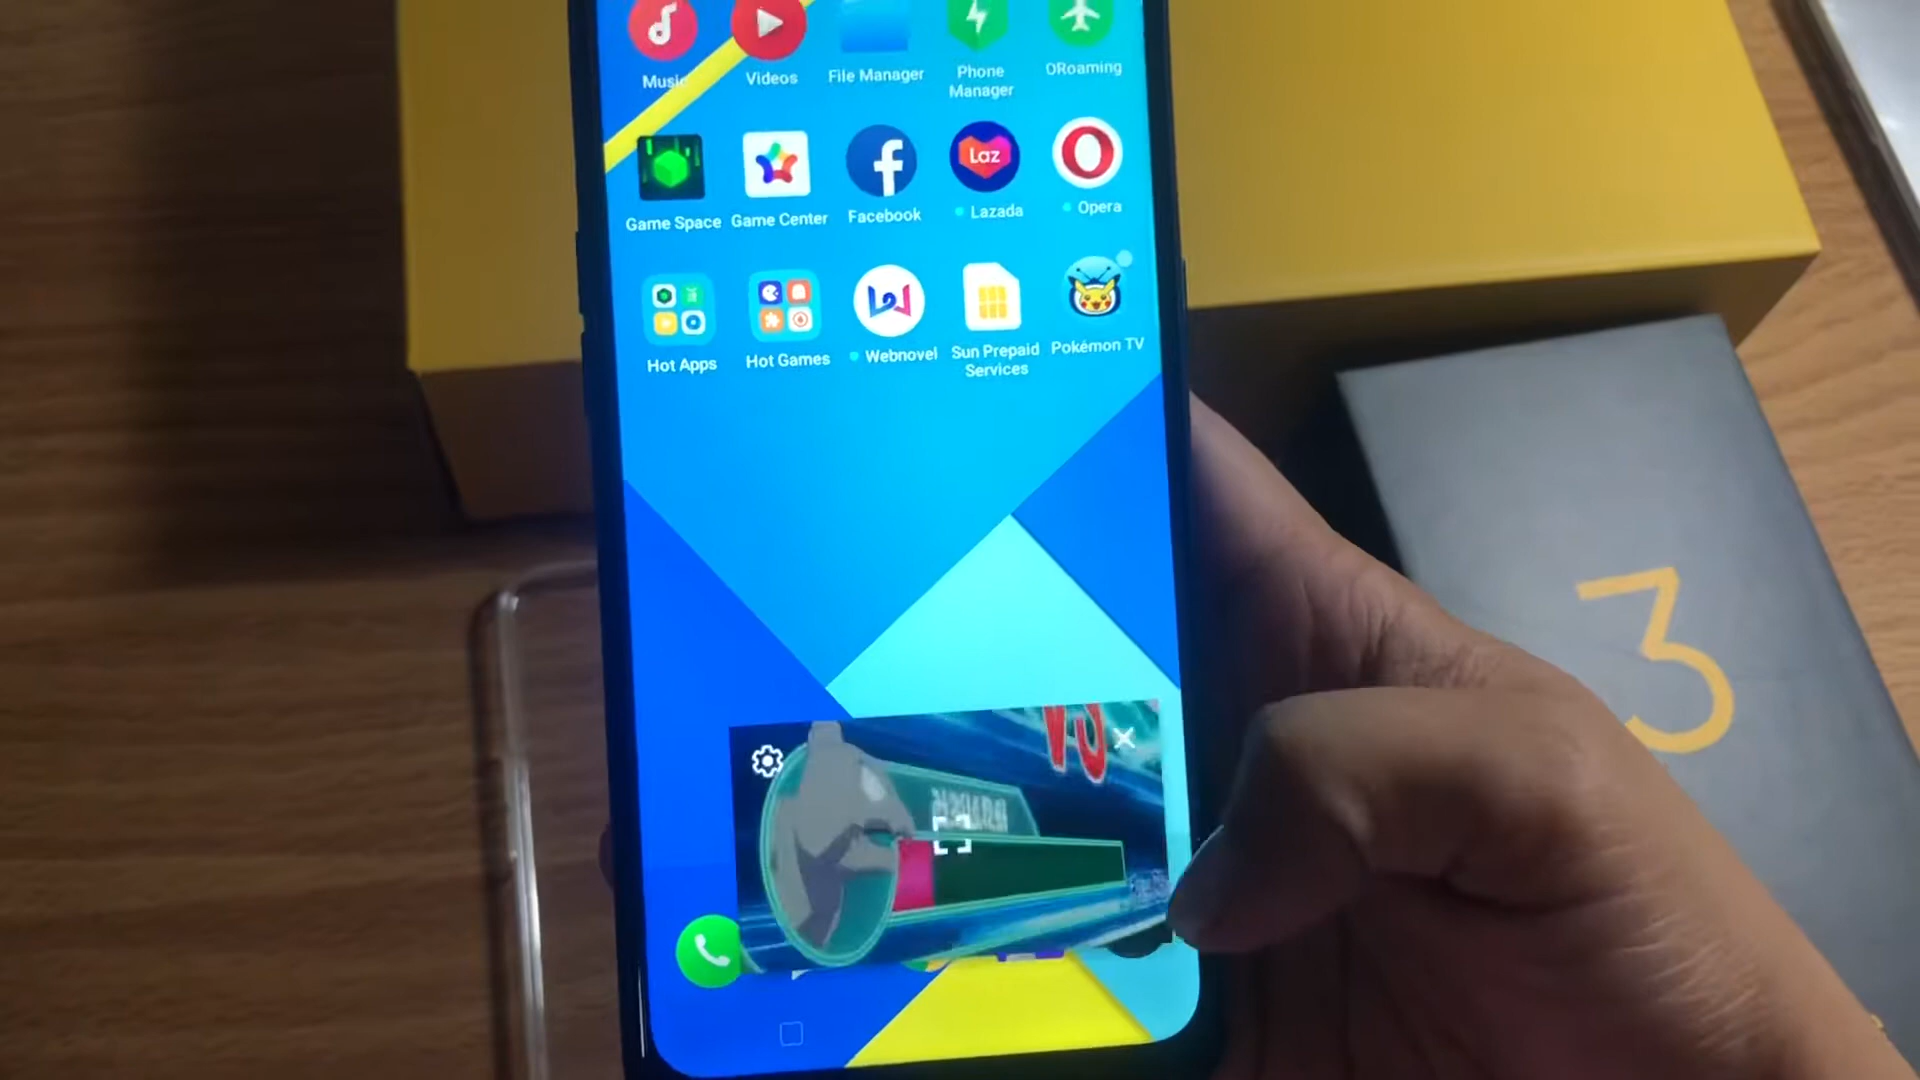 Music
Videos
File Manager
Phone
Manager
ORoaming
Laz
Game Space
Game Center
Facebook
Lazada
Opera
Hot Apps
Hot Games
Webnovel
Sun Prepaid
Services
Pokémon TV
VS
3